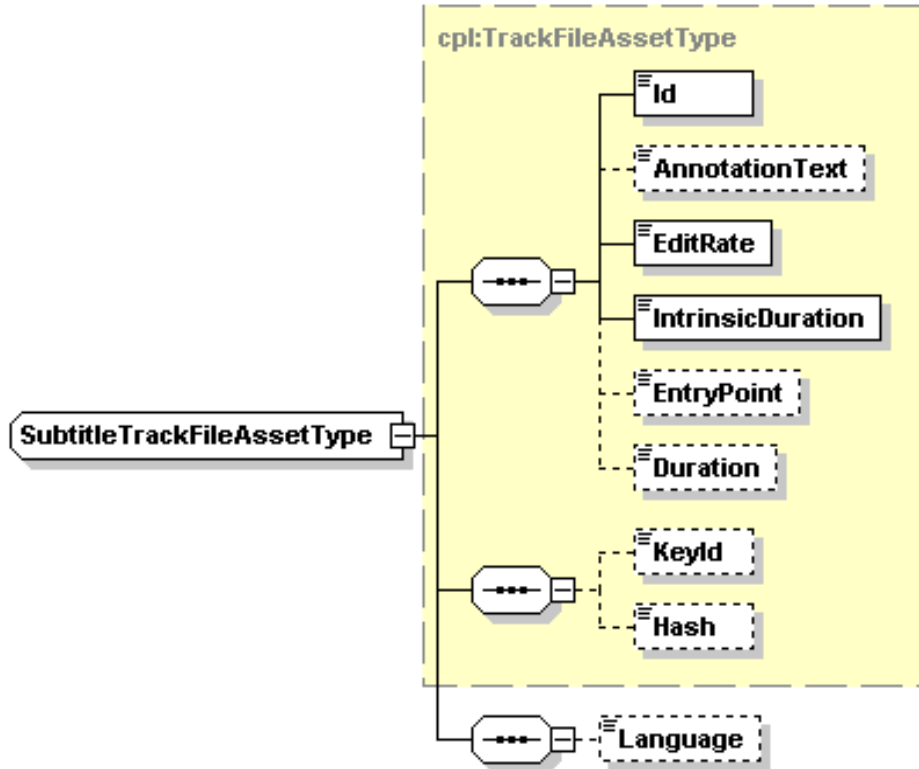 cpl:TrackFileAssetType
Id
AnnotationText
EditRate
IntrinsicDuration
EntryPoint
SubtitleTrackFileAssetType
Duration
KeyId
Hash
Language